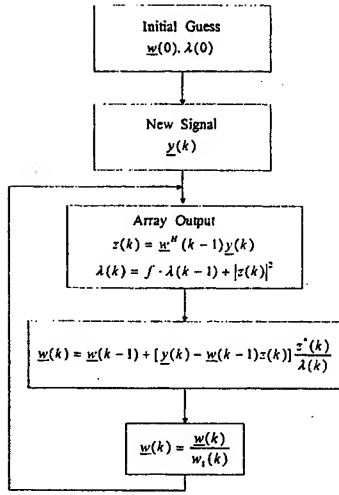 Initial Guess
w(0), λ(0)
New Signal
y(k)
Array Output
z(k) = w^H (k-1)y(k)
λ(k) = f · λ(k-1) + |z(k)|^2
w(k) = w(k-1) + [y(k) - w(k-1)z(k)] z*(k)/λ(k)
w(k) = w(k)/w_1(k)